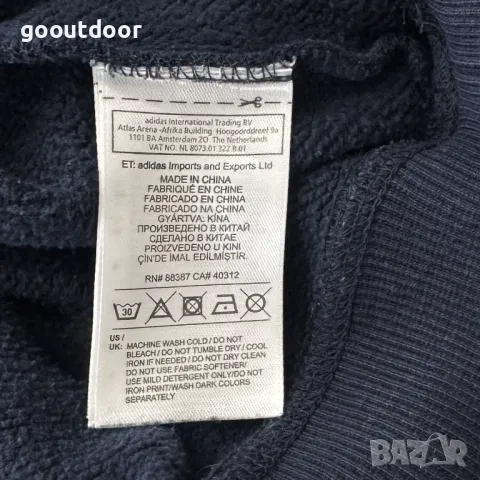 gooutdoor
adidas International Trading BV
Atlas Arena -Afrika Building Hoogoorddreef 9a
1101 BA Amsterdam ZO The Netherlands
VAT NO. NL 8073.01.327.B.01
ET: adidas Imports and Exports Ltd
MADE IN CHINA
FABRIQUÉ EN CHINE
FABRICADO EN CHINA
FABRICADO NA CHINA
GYÁRTVA: KÍNA
ПРОИЗВЕДЕНО В КИТАЙ
СДЕЛАНО В КИТАЕ
PROIZVEDENO U KINI
ÇİN'DE İMAL EDİLMİŞTİR.
RN# 88387 CA# 40312
30
US /
UK: MACHINE WASH COLD / DO NOT
BLEACH / DO NOT TUMBLE DRY / COOL
IRON IF NEEDED / DO NOT DRY CLEAN
DO NOT USE FABRIC SOFTENER/
USE MILD DETERGENT ONLY/DO NOT
IRON PRINT/WASH DARK COLORS
SEPARATELY
BAZAR